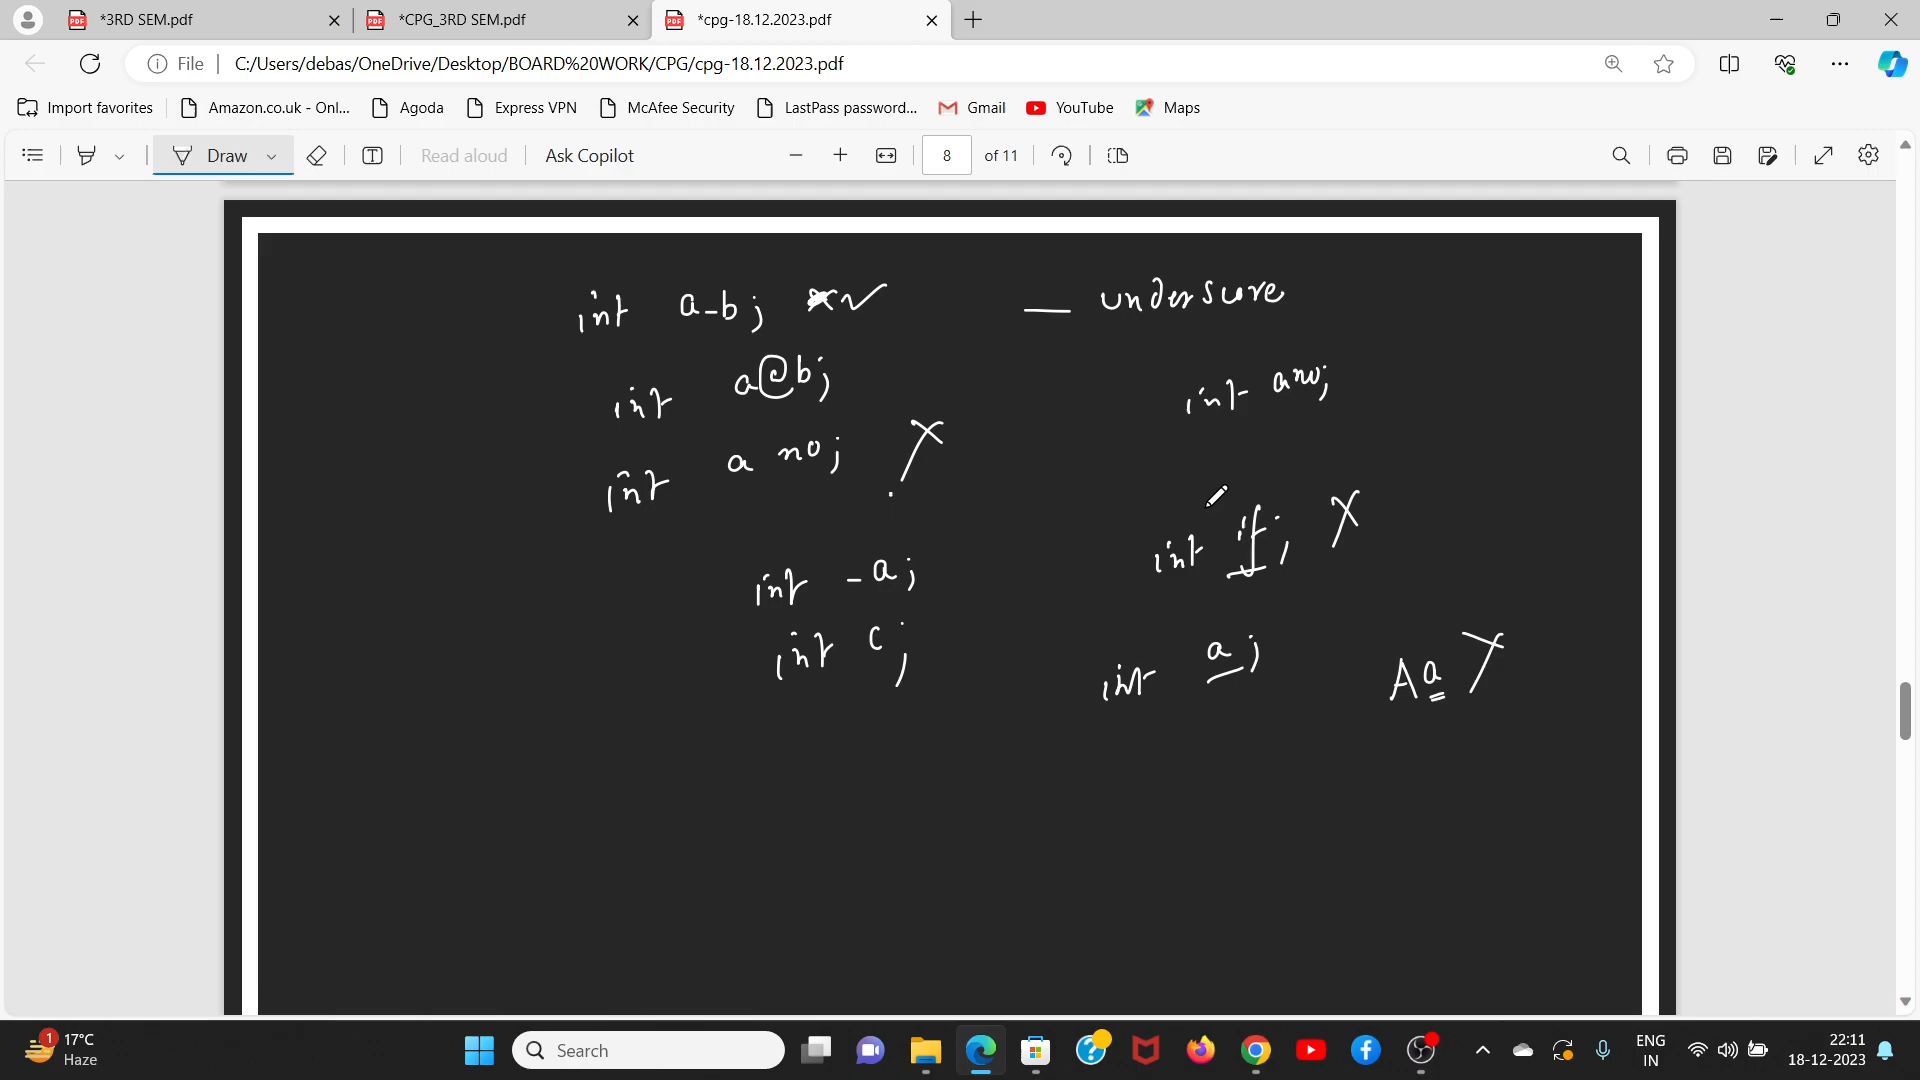 *3RD SEM.pdf
*CPG_3RD SEM.pdf
*cpg-18.12.2023.pdf
File
C:/Users/debas/OneDrive/Desktop/BOARD%20WORK/CPG/cpg-18.12.2023.pdf
Import favorites
Amazon.co.uk - Onl...
Agoda
Express VPN
McAfee Security
LastPass password...
Gmail
YouTube
Maps
Draw
Read aloud
Ask Copilot
8 of 11
int a_b; _
int a@b;
int ano;
int a no; X
int if; X
int _a;
int c;
int a; Aa X
1
17°C
Haze
Search
ENG
IN
22:11
18-12-2023